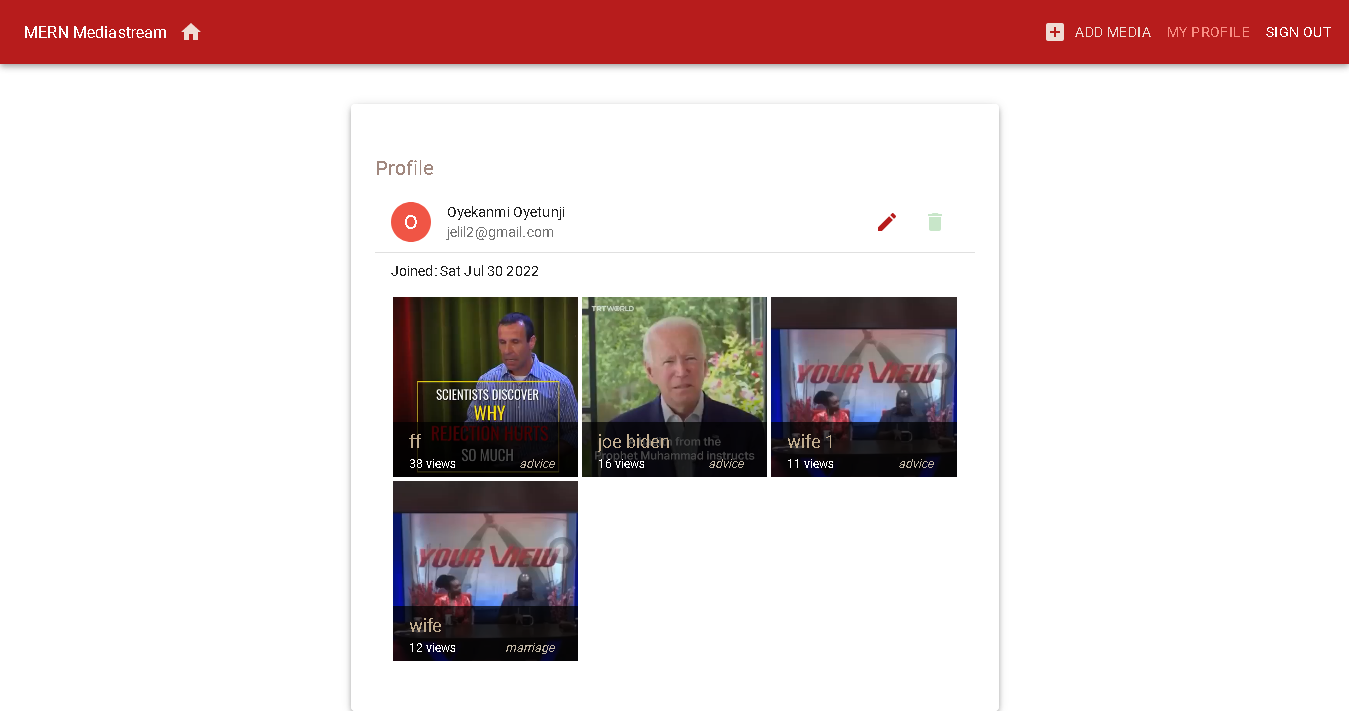 MERN Mediastream
ADD MEDIA MY PROFILE SIGN OUT
Profile
O
Oyekanmi Oyetunji
jelil2@gmail.com
Joined: Sat Jul 30 2022
SCIENTISTS DISCOVER
WHY
REJECTION HURTS
SO MUCH
ff
38 views advice
TRT WORLD
from the
Prophet Muhammad instructs
joe biden
16 views advice
YOUR VIEW
wife 1
11 views advice
YOUR VIEW
wife
12 views marriage